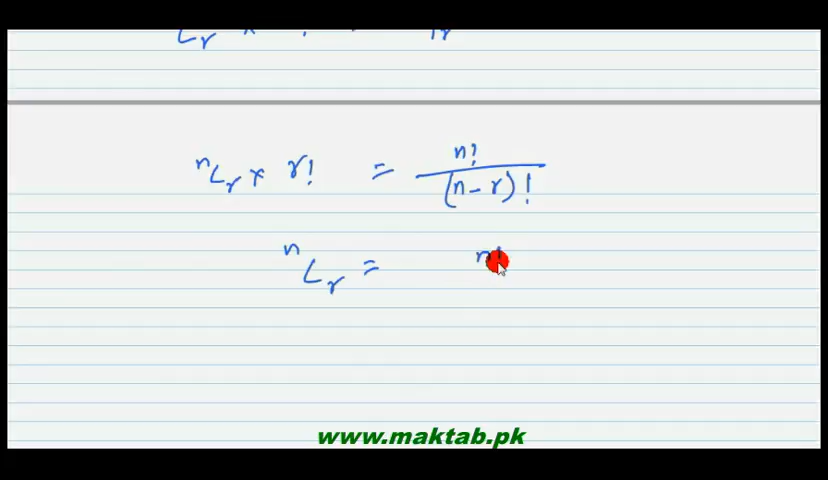 ⁿCᵣ × r! = n!/(n-r)!
ⁿCᵣ = n!
www.maktab.pk